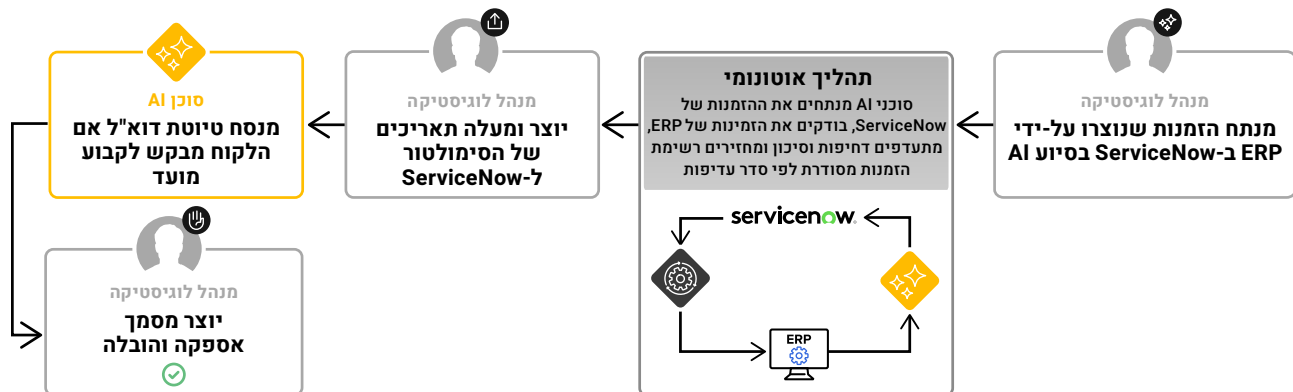 מנהל לוגיסטיקה
מנתח הזמנות שנוצרו על-ידי
ERP ב-ServiceNow בסיוע AI
תהליך אוטונומי
סוכני AI מנתחים את ההזמנות של
ServiceNow, בודקים את הזמינות של ERP,
מתעדפים דחיפות וסיכון ומחזירים רשימת
הזמנות מסודרת לפי סדר עדיפות
servicenow.
ERP
מנהל לוגיסטיקה
יוצר ומעלה תאריכים
של הסימולטור
ל-ServiceNow
סוכן AI
מנסח טיוטת דוא"ל אם
הלקוח מבקש לקבוע
מועד
מנהל לוגיסטיקה
יוצר מסמך
אספקה והובלה